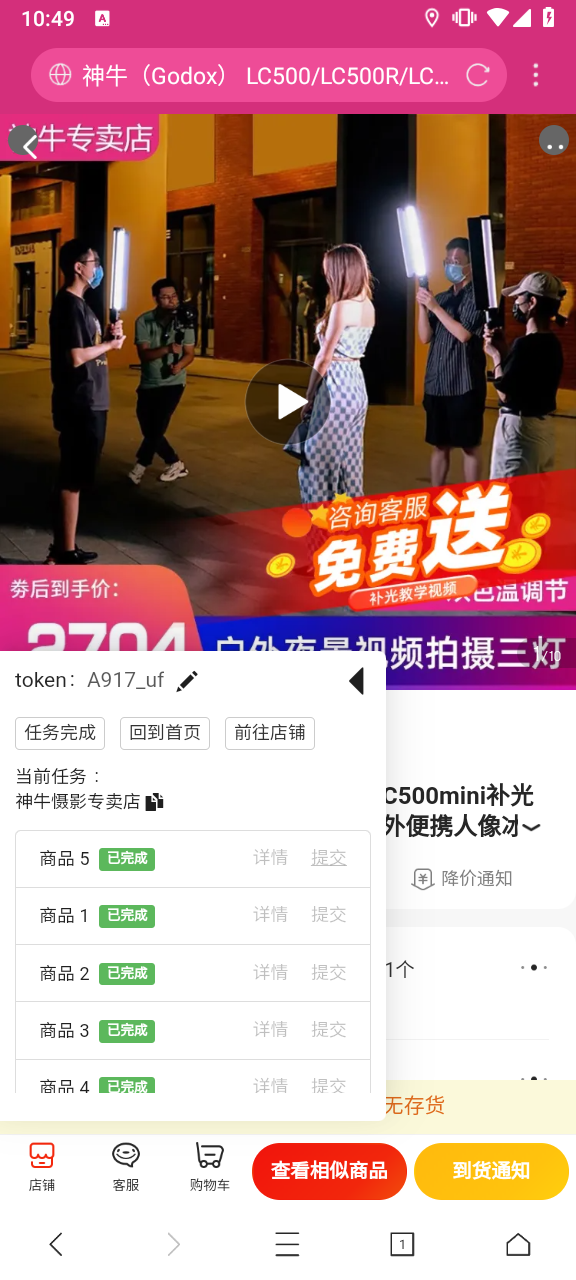 10:49
A
神牛（Godox） LC500/LC500R/LC...
神牛专卖店
咨询客服
免费送
补光教学视频
券后到手价：
双色温调节
2704
户外夜景视频拍摄三灯
1/10
token： A917_uf
任务完成 回到首页 前往店铺
当前任务：
神牛慑影专卖店
C500mini补光
外便携人像冰
降价通知
商品 5 已完成 详情 提交
商品 1 已完成 详情 提交
1个
商品 2 已完成 详情 提交
商品 3 已完成 详情 提交
商品 4 已完成 详情 提交
无存货
店铺 客服 购物车 查看相似商品 到货通知
1